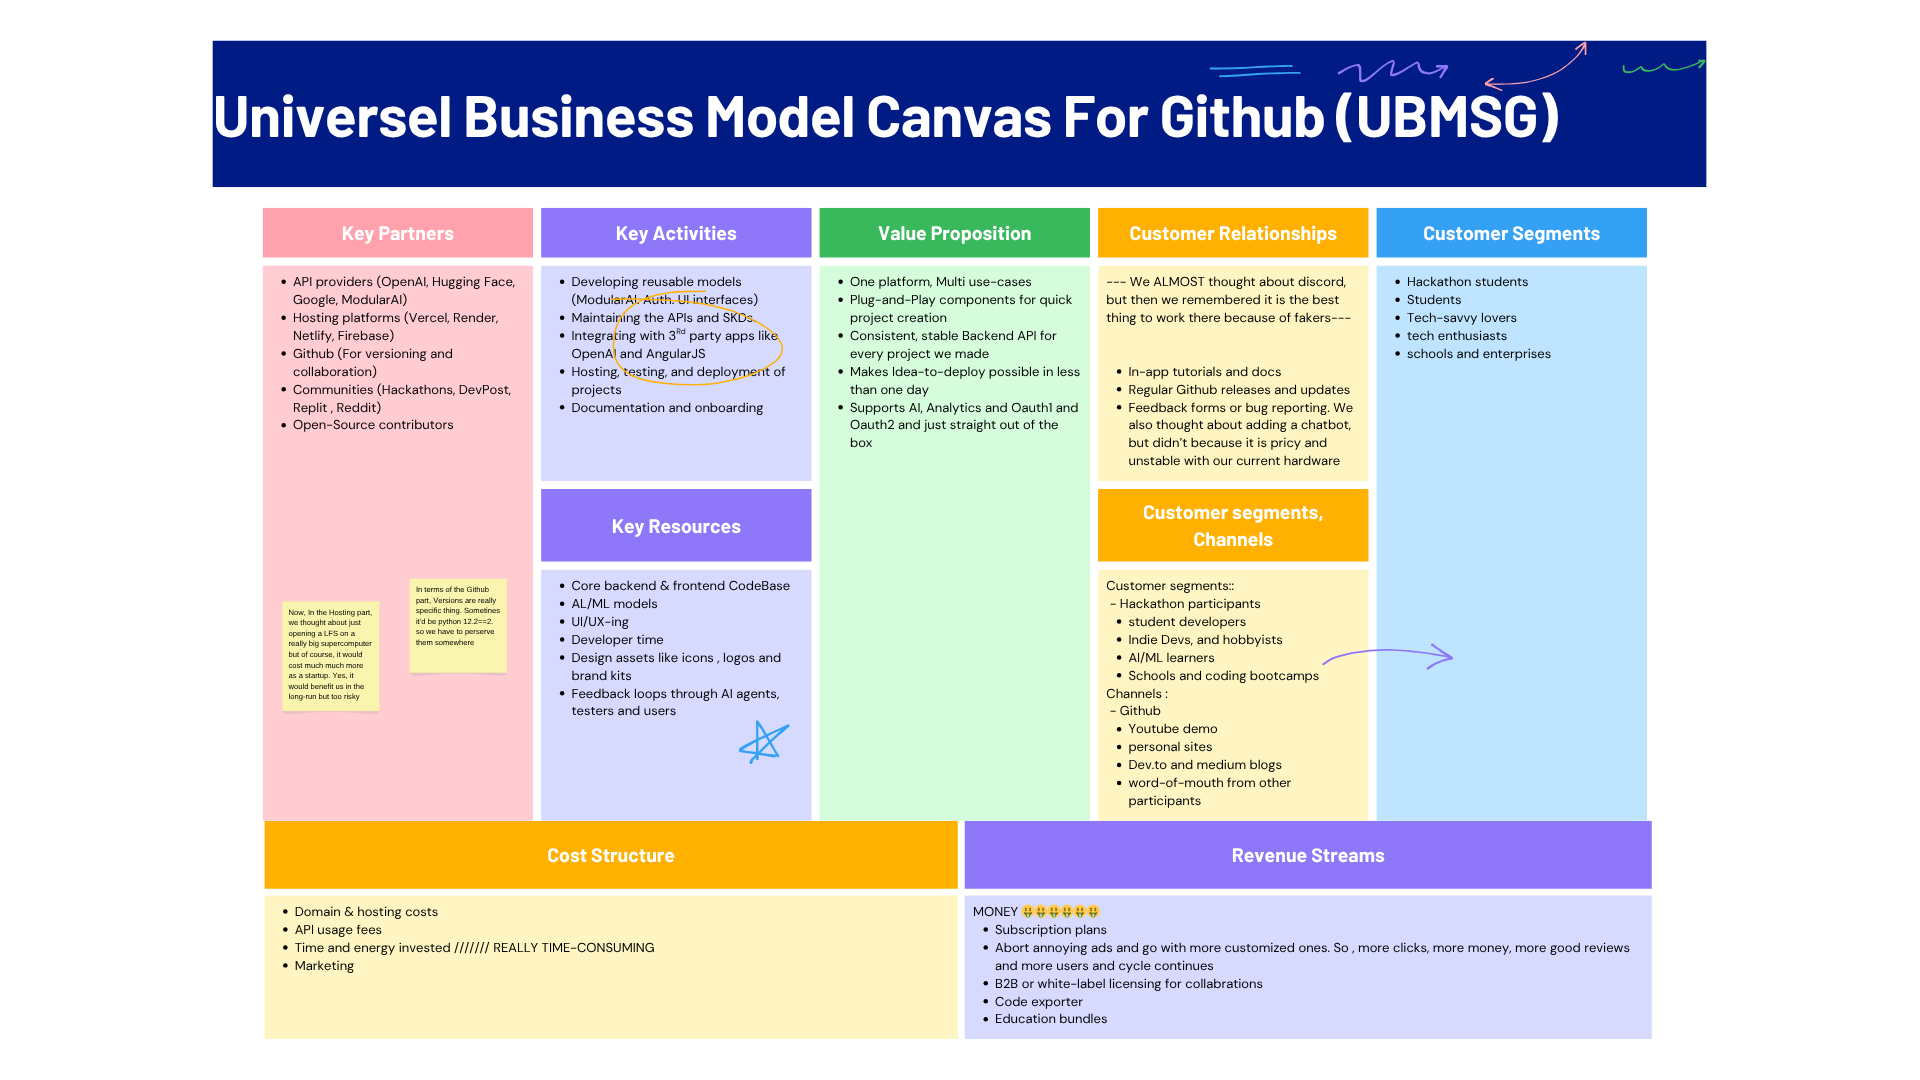 Universel Business Model Canvas For Github (UBMSG)
Key Partners
• API providers (OpenAI, Hugging Face,
Google, ModularAI)
• Hosting platforms (Vercel, Render,
Netlify, Firebase)
• Github (For versioning and
collaboration)
• Communities (Hackathons, DevPost,
Replit , Reddit)
• Open-Source contributors
Now, In the Hosting part,
we thought about just
opening a LFS on a
really big supercomputer
but of course, it would
cost much much more
as a startup. Yes, it
would benefit us in the
long-run but too risky
In terms of the Github
part, Versions are really
specific thing. Sometines
it'd be python 12.2==2.
so we have to perserve
them somewhere
Key Activities
• Developing reusable models
(ModularAI, Auth, UI interfaces)
• Maintaining the APIs and SKDs.
• Integrating with 3Rd party apps like
OpenAI and AngularJS
• Hosting, testing, and deployment of
projects
• Documentation and onboarding
Key Resources
• Core backend & frontend CodeBase
• AL/ML models
• UI/UX-ing
• Developer time
• Design assets like icons , logos and
brand kits
• Feedback loops through AI agents,
testers and users
Value Proposition
• One platform, Multi use-cases
• Plug-and-Play components for quick
project creation
• Consistent, stable Backend API for
every project we made
• Makes Idea-to-deploy possible in less
than one day
• Supports AI, Analytics and Oauth1 and
Oauth2 and just straight out of the
box
Customer Relationships
--- We ALMOST thought about discord,
but then we remembered it is the best
thing to work there because of fakers---
• In-app tutorials and docs
• Regular Github releases and updates
• Feedback forms or bug reporting. We
also thought about adding a chatbot,
but didn't because it is pricy and
unstable with our current hardware
Customer segments,
Channels
Customer segments::
- Hackathon participants
• student developers
• Indie Devs, and hobbyists
• AI/ML learners
• Schools and coding bootcamps
Channels :
- Github
• Youtube demo
• personal sites
• Dev.to and medium blogs
• word-of-mouth from other
participants
Customer Segments
• Hackathon students
• Students
• Tech-savvy lovers
• tech enthusiasts
• schools and enterprises
Cost Structure
• Domain & hosting costs
• API usage fees
• Time and energy invested /////// REALLY TIME-CONSUMING
• Marketing
Revenue Streams
MONEY 🤑🤑🤑🤑🤑🤑
• Subscription plans
• Abort annoying ads and go with more customized ones. So , more clicks, more money, more good reviews
and more users and cycle continues
• B2B or white-label licensing for collabrations
• Code exporter
• Education bundles